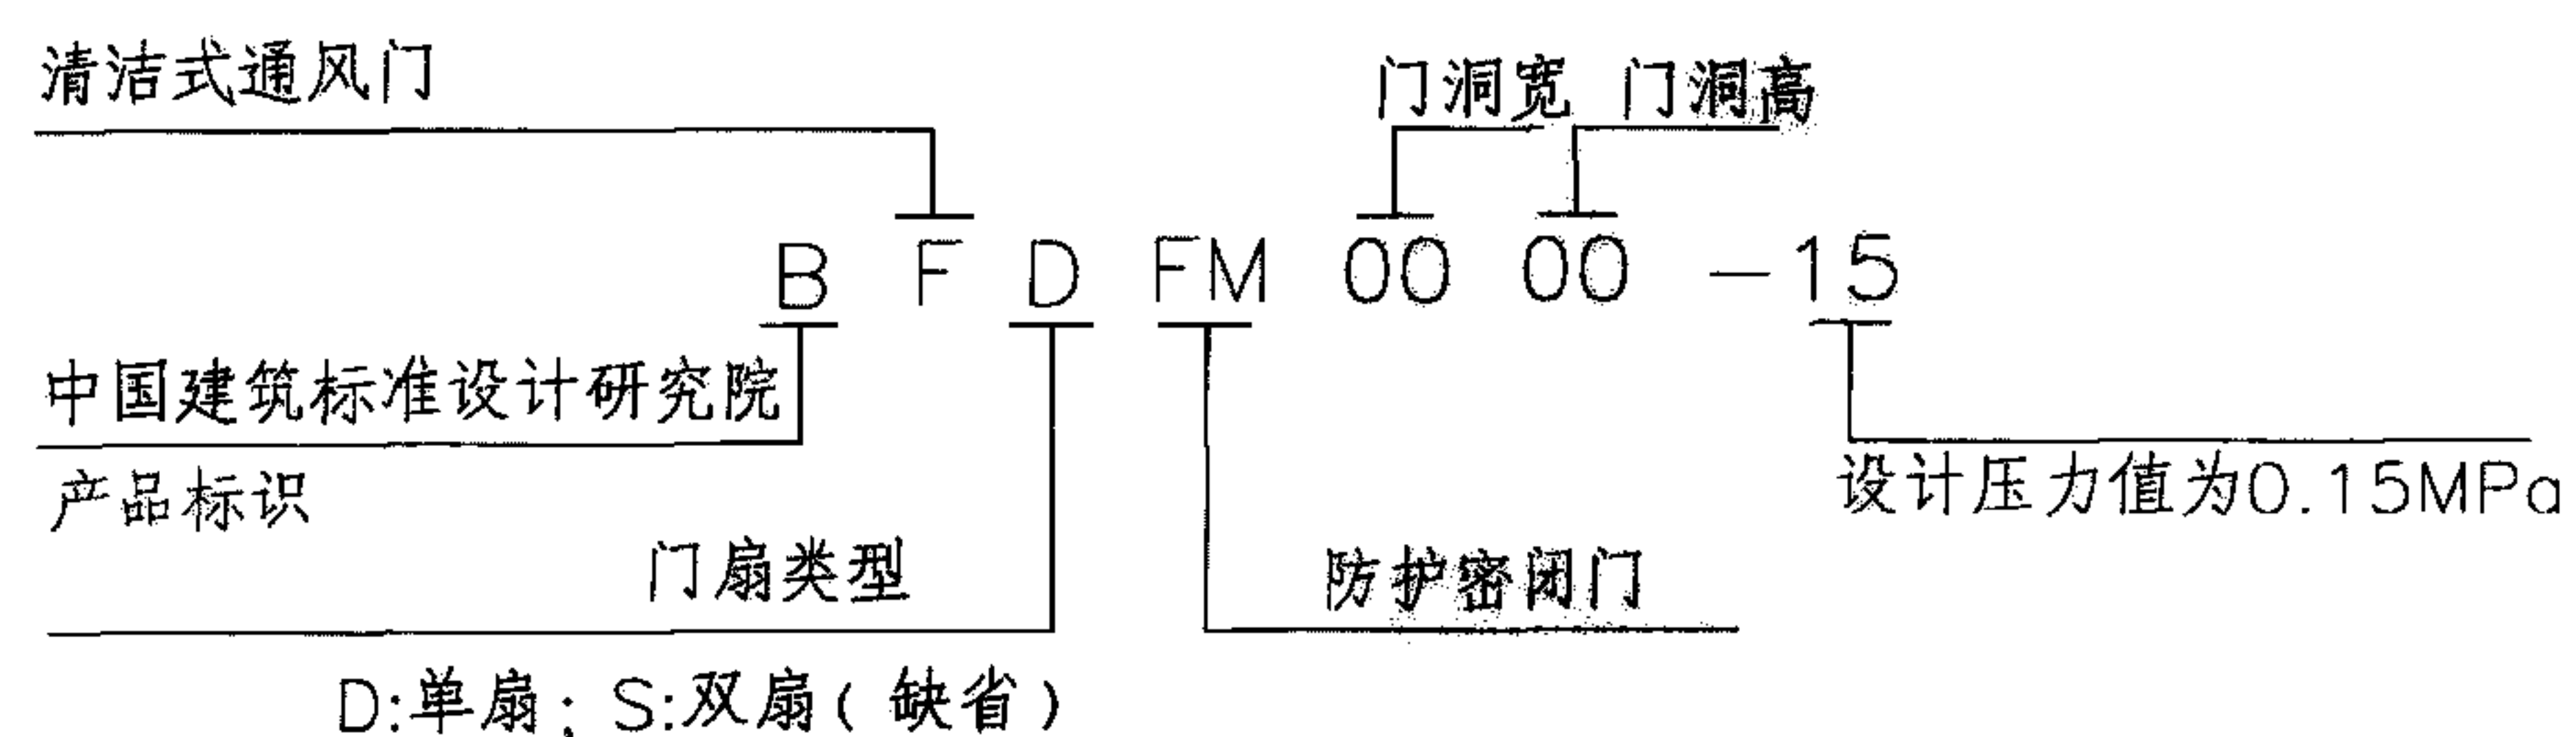 清洁式通风门
门洞宽 门洞高
B F D FM 00 00 -15
中国建筑标准设计研究院
产品标识
设计压力值为0.15MPa
门扇类型
防护密闭门
D:单扇; S:双扇(缺省)